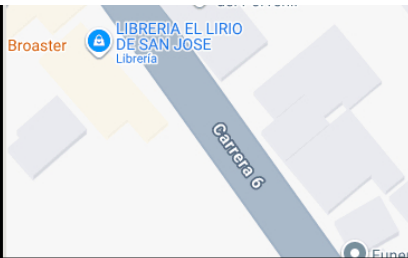 LIBRERIA EL LIRIO
DE SAN JOSE
Librería
Broaster
Carrera 6